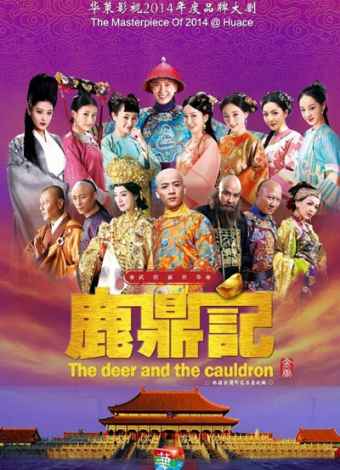 华策影视2014年度品牌大剧
The Masterpiece Of 2014 @ Huace
鹿鼎記
The deer and the cauldron